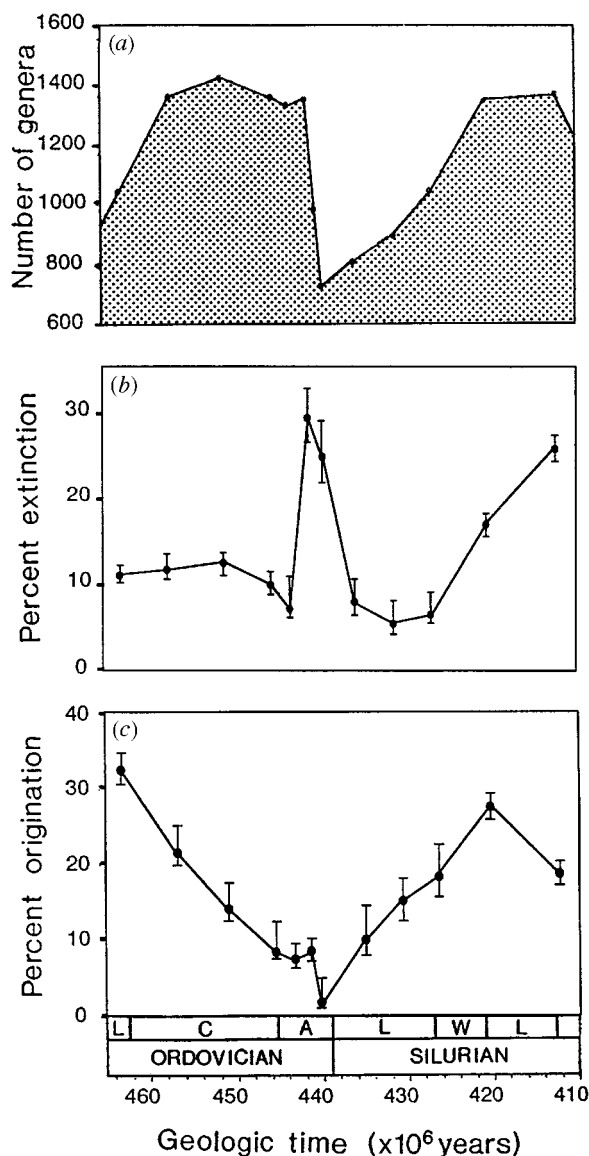 (a)
Number of genera
1600
1400
1200
1000
800
600
(b)
Percent extinction
30
20
10
0
(c)
Percent origination
40
30
20
10
0
L C A L W L
ORDOVICIAN SILURIAN
460 450 440 430 420 410
Geologic time (x10⁶ years)